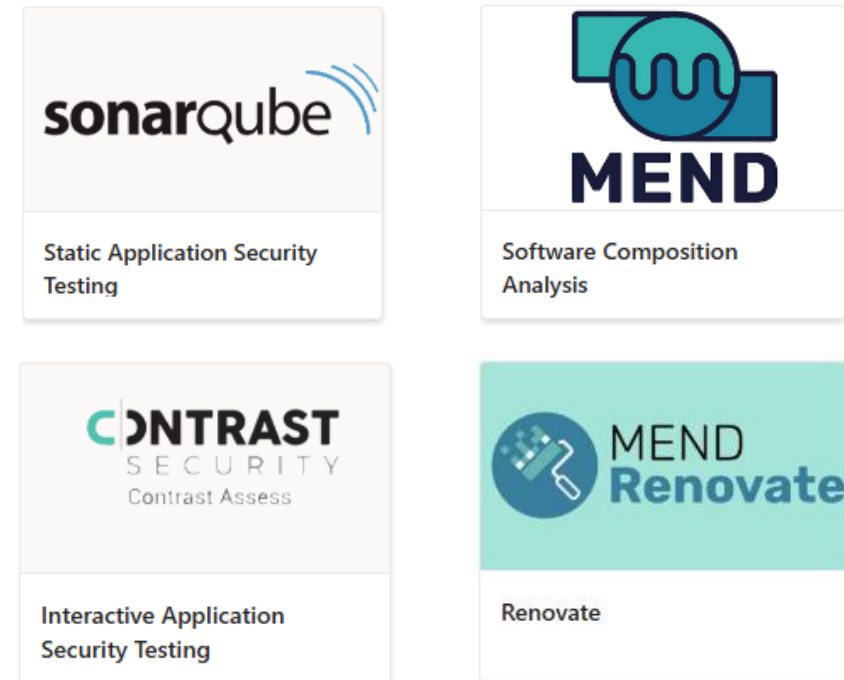 sonarqube
MEND
Static Application Security
Testing
Software Composition
Analysis
CONTRAST
SECURITY
Contrast Assess
MEND
Renovate
Interactive Application
Security Testing
Renovate